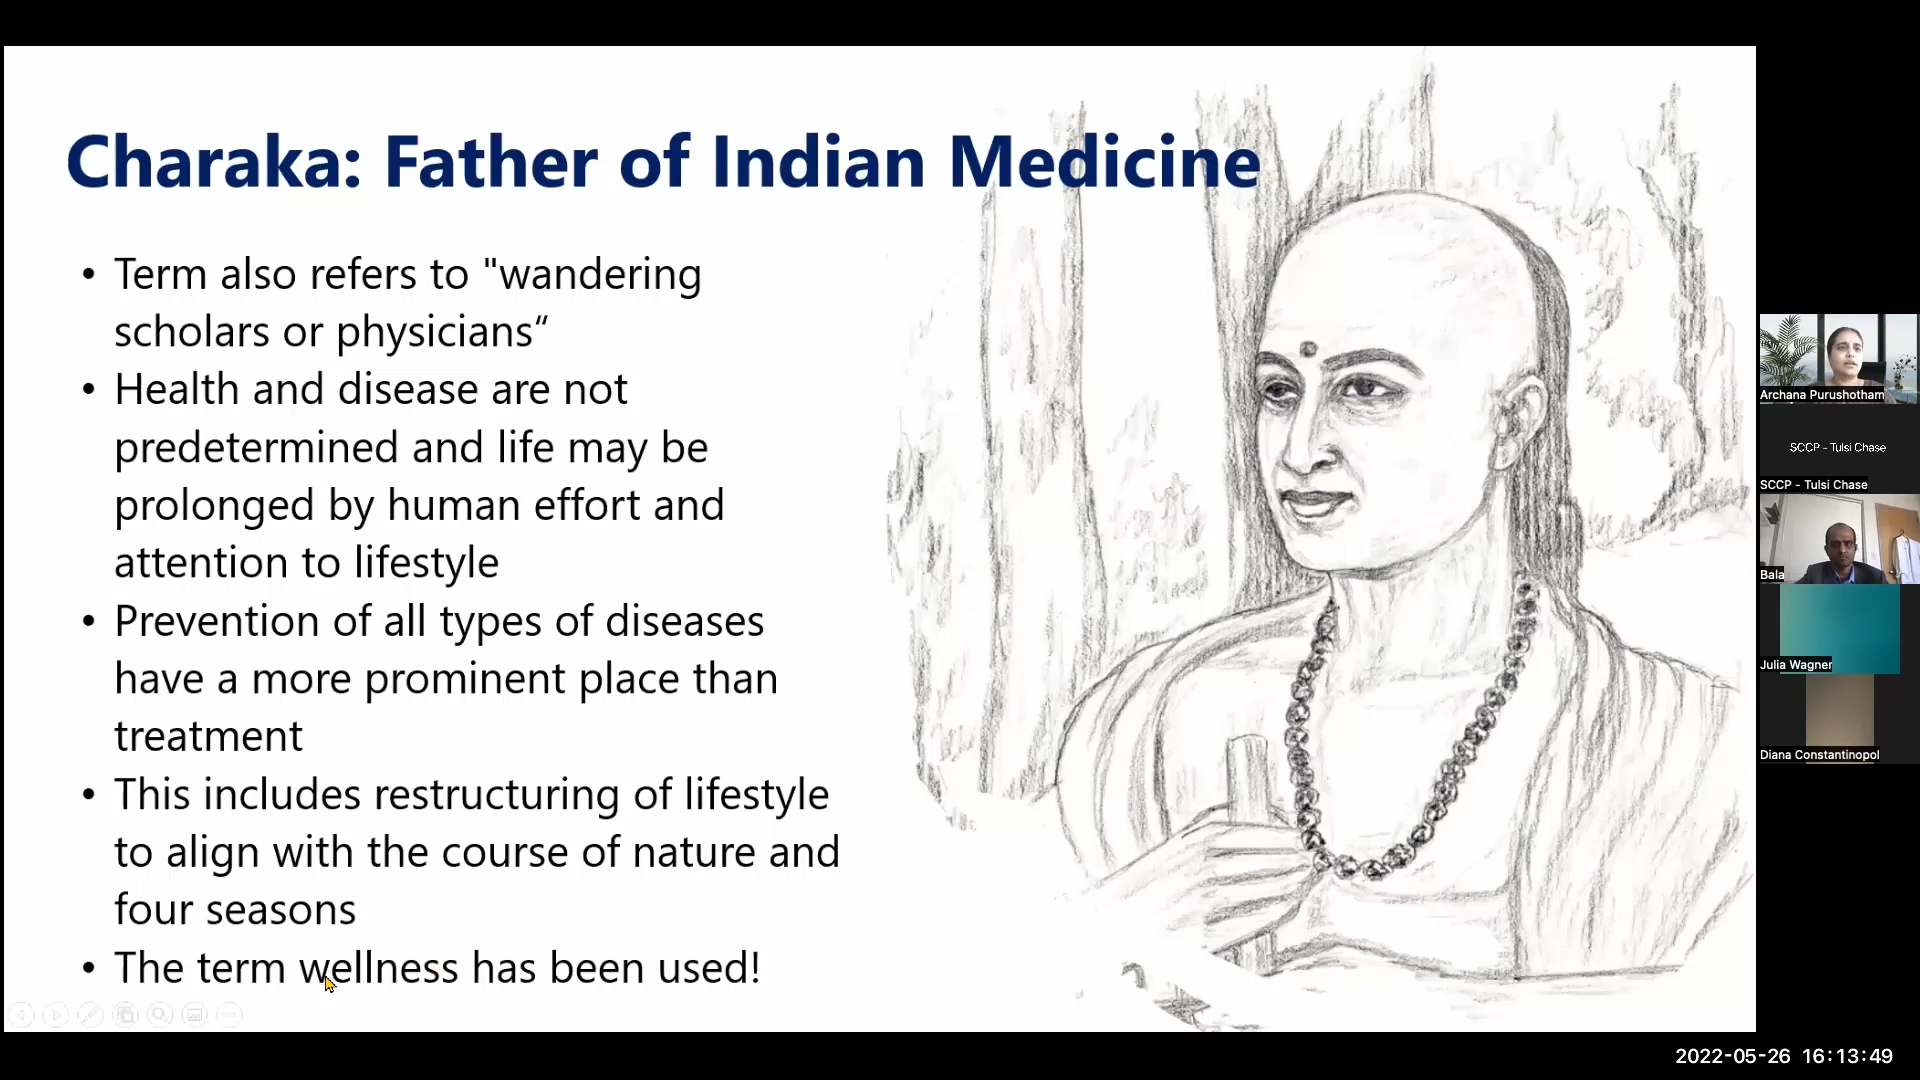 Charaka: Father of Indian Medicine
• Term also refers to "wandering
scholars or physicians“
• Health and disease are not
predetermined and life may be
prolonged by human effort and
attention to lifestyle
• Prevention of all types of diseases
have a more prominent place than
treatment
• This includes restructuring of lifestyle
to align with the course of nature and
four seasons
• The term wellness has been used!
Archana Purushotham
SCCP - Tulsi Chase
SCCP - Tulsi Chase
Bala
Julia Wagner
Diana Constantinopol
2022-05-26 16:13:49